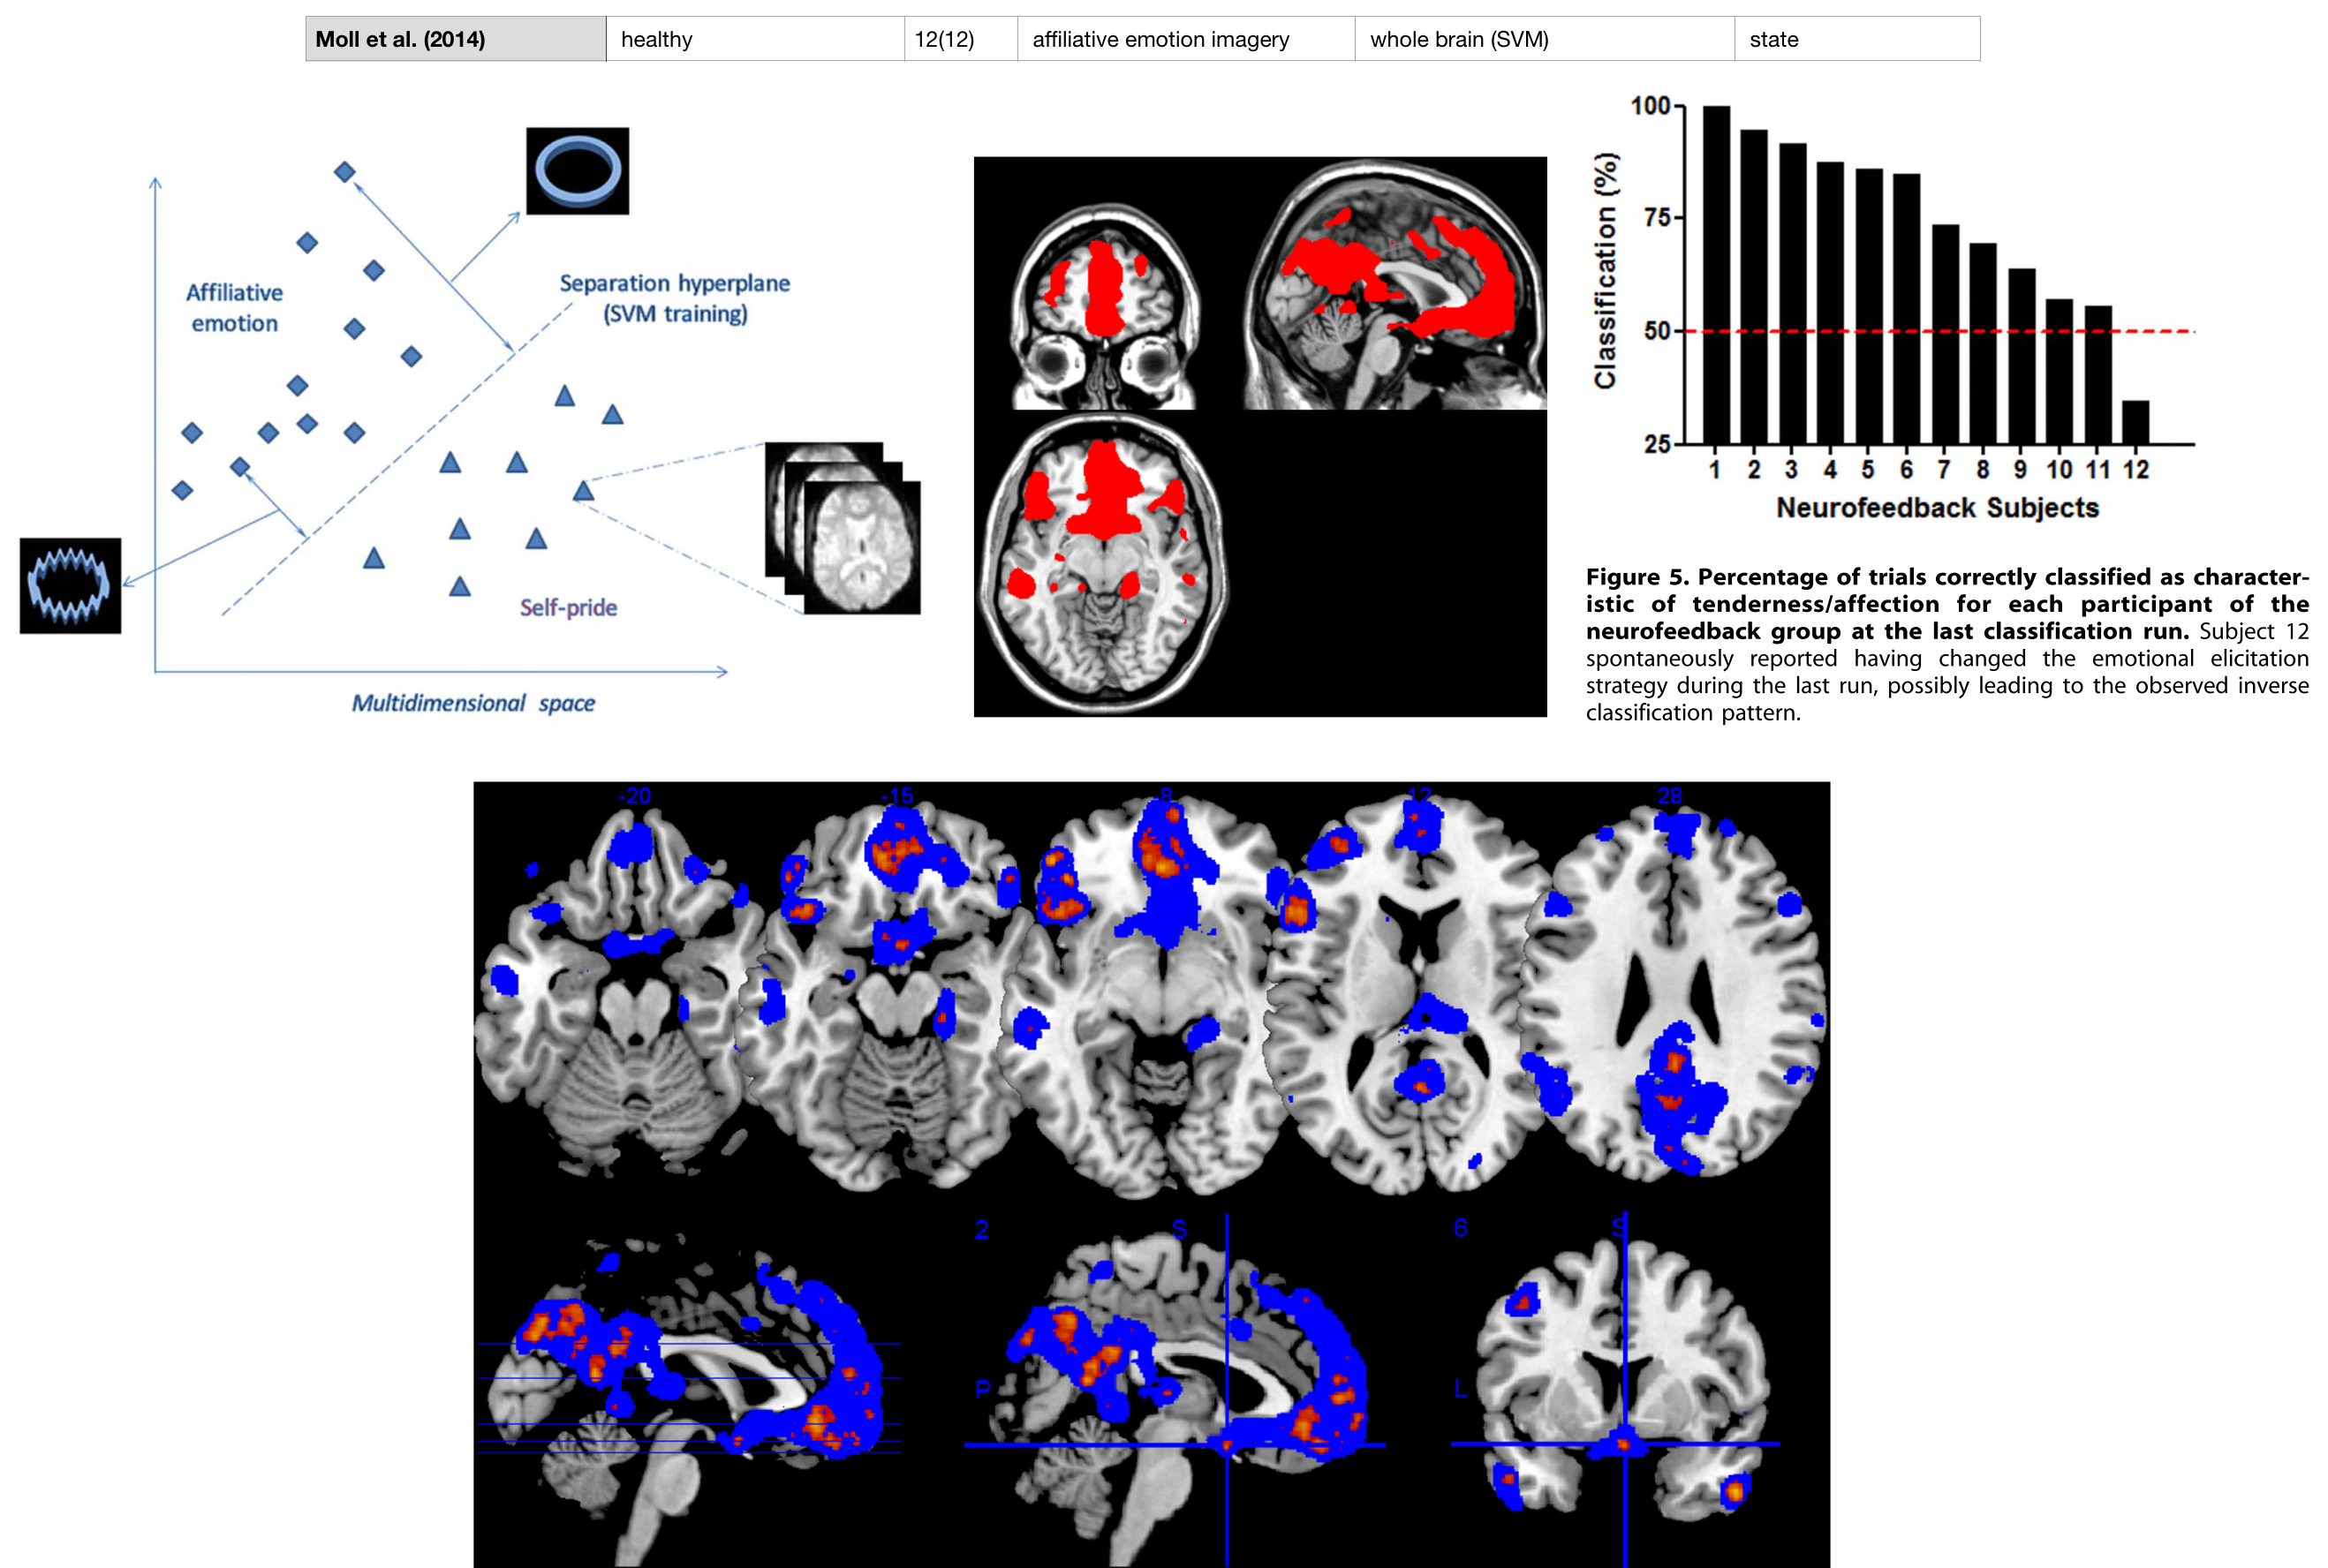 Moll et al. (2014) healthy 12(12) affiliative emotion imagery whole brain (SVM) state
Affiliative
emotion
Separation hyperplane
(SVM training)
Self-pride
Multidimensional space
Classification (%)
100
75
50
25
1 2 3 4 5 6 7 8 9 10 11 12
Neurofeedback Subjects
Figure 5. Percentage of trials correctly classified as character-
istic of tenderness/affection for each participant of the
neurofeedback group at the last classification run. Subject 12
spontaneously reported having changed the emotional elicitation
strategy during the last run, possibly leading to the observed inverse
classification pattern.
-20 -15 -8 12 28
2 S 6 S
P L